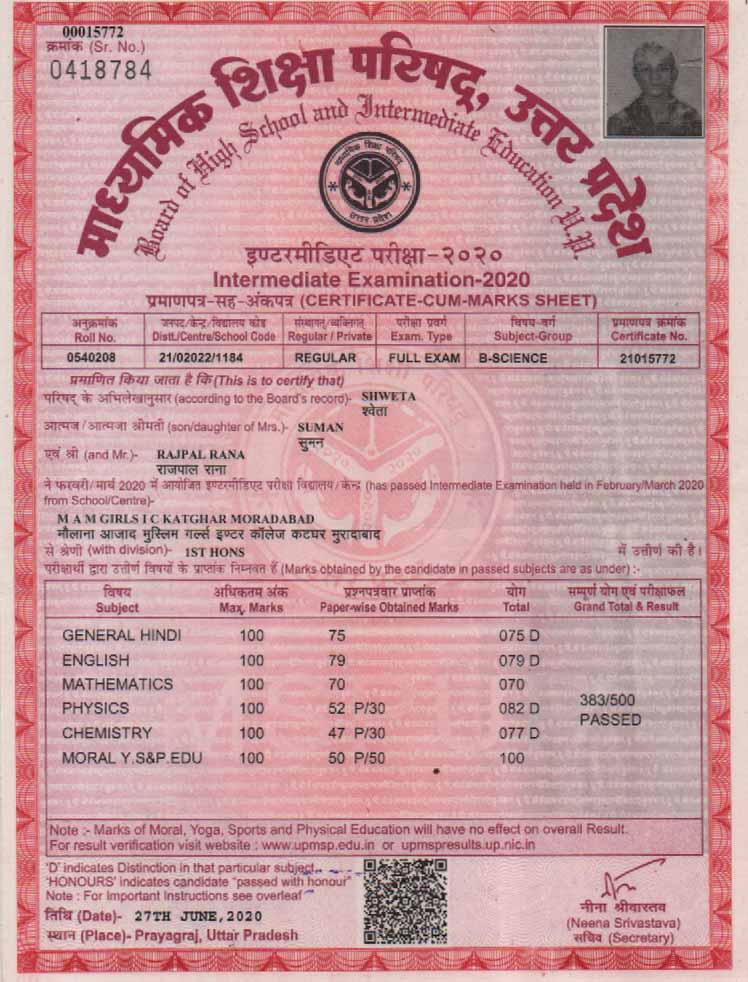 00015772
क्रमांक (Sr. No.)
0418784
माध्यमिक शिक्षा परिषद्, उत्तर प्रदेश
Board of High School and Intermediate Education U.P.
माध्यमिक शिक्षा परिषद्
उत्तर प्रदेश
इण्टरमीडिएट परीक्षा-२०२०
Intermediate Examination-2020
प्रमाणपत्र-सह-अंकपत्र (CERTIFICATE-CUM-MARKS SHEET)
अनुक्रमांक जनपद/केन्द्र/विद्यालय कोड संस्थागत/व्यक्तिगत परीक्षा प्रवर्ग विषय-वर्ग प्रमाणपत्र क्रमांक
Roll No. Distt./Centre/School Code Regular / Private Exam. Type Subject-Group Certificate No.
0540208 21/02022/1184 REGULAR FULL EXAM B-SCIENCE 21015772
प्रमाणित किया जाता है कि (This is to certify that)
परिषद् के अभिलेखानुसार (according to the Board's record)- SHWETA
श्वेता
आत्मज/आत्मजा श्रीमती (son/daughter of Mrs.)- SUMAN
सुमन
एवं श्री (and Mr.)- RAJPAL RANA
राजपाल राना
ने फरवरी/मार्च 2020 में आयोजित इण्टरमीडिएट परीक्षा विद्यालय/केन्द्र (has passed Intermediate Examination held in February/March 2020
from School/Centre)-
M A M GIRLS I C KATGHAR MORADABAD
मौलाना आजाद मुस्लिम गर्ल्स इण्टर कॉलेज कटघर मुरादाबाद
से श्रेणी (with division)- 1ST HONS में उत्तीर्ण की है।
परीक्षार्थी द्वारा उत्तीर्ण विषयों के प्राप्तांक निम्नवत हैं (Marks obtained by the candidate in passed subjects are as under) :-
विषय अधिकतम अंक प्रश्नपत्रवार प्राप्तांक योग सम्पूर्ण योग एवं परीक्षाफल
Subject Max. Marks Paper-wise Obtained Marks Total Grand Total & Result
GENERAL HINDI 100 75 075 D
ENGLISH 100 79 079 D
MATHEMATICS 100 70 070
383/500
PHYSICS 100 52 P/30 082 D
PASSED
CHEMISTRY 100 47 P/30 077 D
MORAL Y.S&P.EDU 100 50 P/50 100
Note :- Marks of Moral, Yoga, Sports and Physical Education will have no effect on overall Result.
For result verification visit website : www.upmsp.edu.in or upmspresults.up.nic.in
'D' indicates Distinction in that particular subject.
'HONOURS' indicates candidate "passed with honour"
Note : For Important Instructions see overleaf
तिथि (Date)- 27TH JUNE,2020
स्थान (Place)- Prayagraj, Uttar Pradesh
नीना श्रीवास्तव
(Neena Srivastava)
सचिव (Secretary)